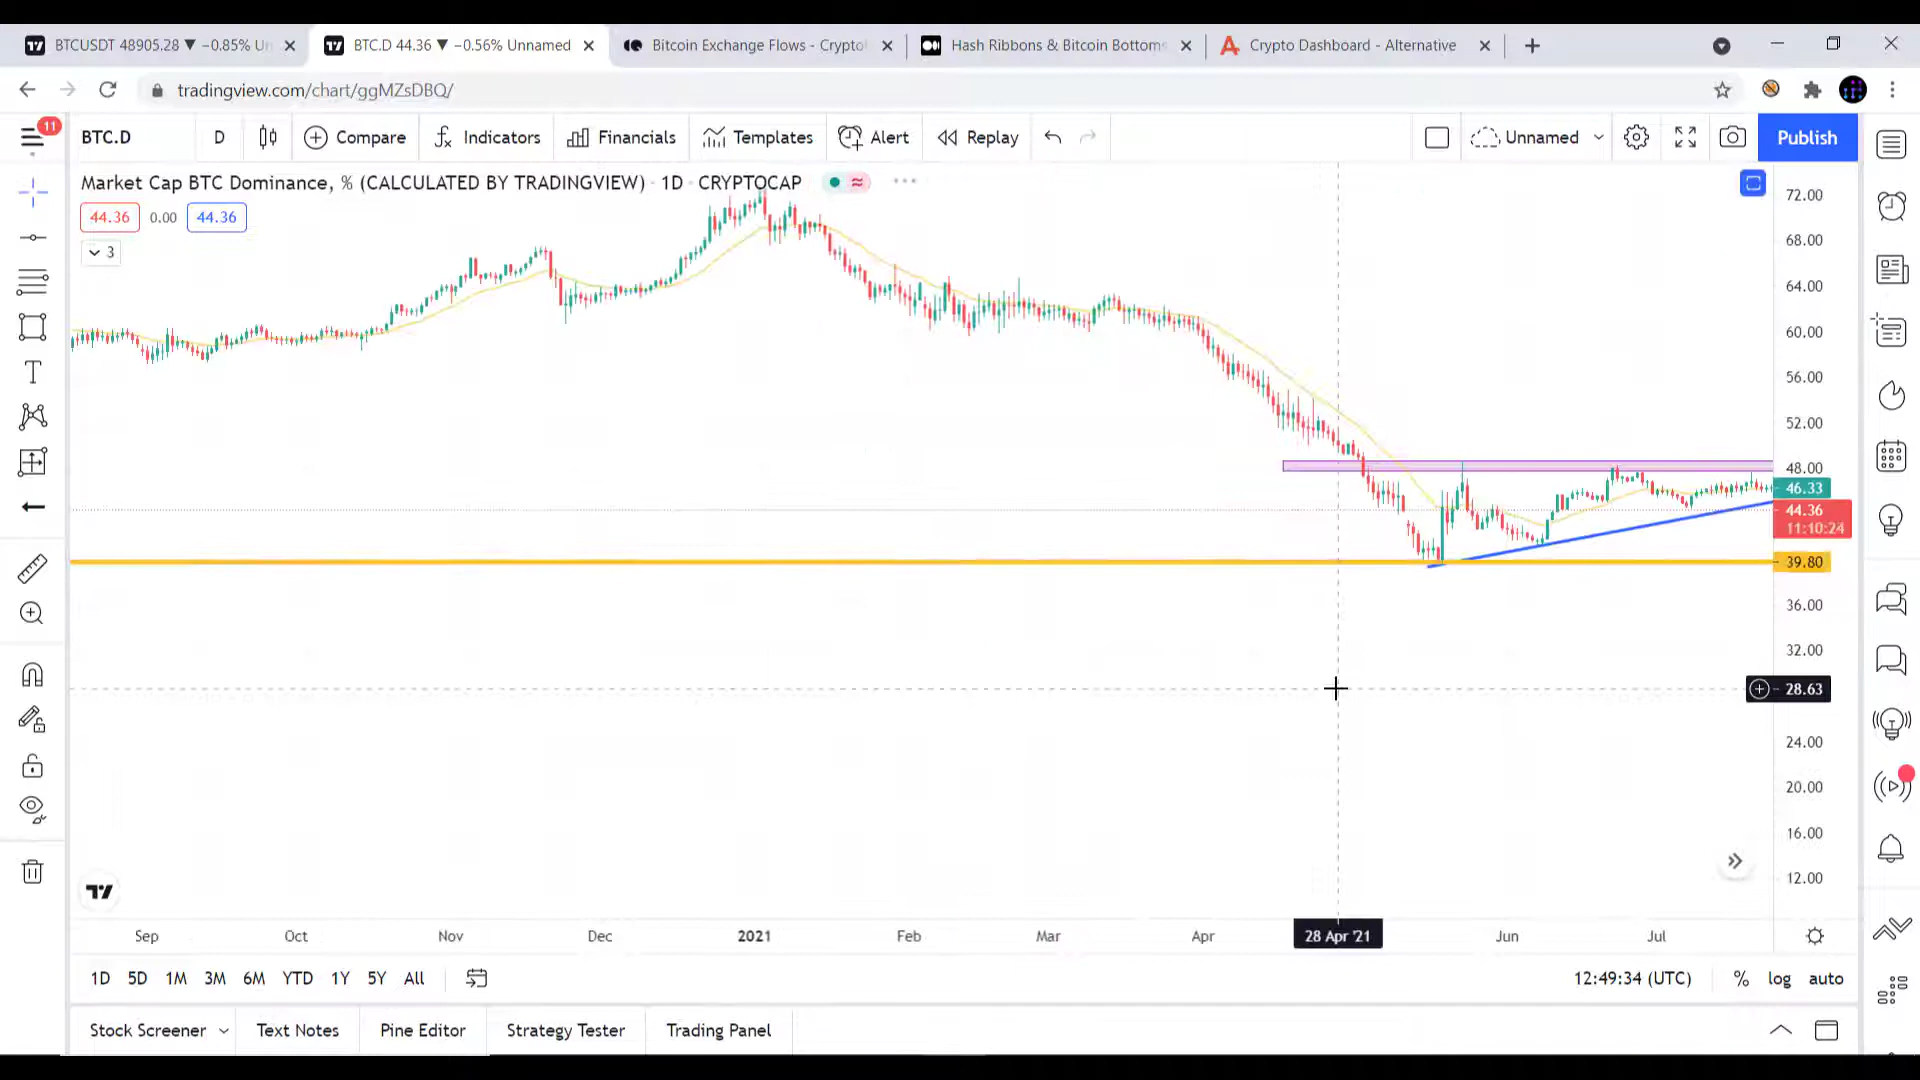 BTCUSDT 48905.28 ▼ −0.85% Un
BTC.D 44.36 ▼ −0.56% Unnamed
Bitcoin Exchange Flows - Crypto
Hash Ribbons & Bitcoin Bottoms
Crypto Dashboard - Alternative
tradingview.com/chart/ggMZsDBQ/
11
BTC.D
D
Compare
Indicators
Financials
Templates
Alert
Replay
Unnamed
Publish
Market Cap BTC Dominance, % (CALCULATED BY TRADINGVIEW) · 1D · CRYPTOCAP
44.36 0.00 44.36
3
72.00
68.00
64.00
60.00
56.00
52.00
48.00
46.33
44.36
11:10:24
39.80
36.00
32.00
28.63
24.00
20.00
16.00
12.00
Sep Oct Nov Dec 2021 Feb Mar Apr 28 Apr '21 Jun Jul
1D 5D 1M 3M 6M YTD 1Y 5Y All
12:49:34 (UTC) % log auto
Stock Screener Text Notes Pine Editor Strategy Tester Trading Panel